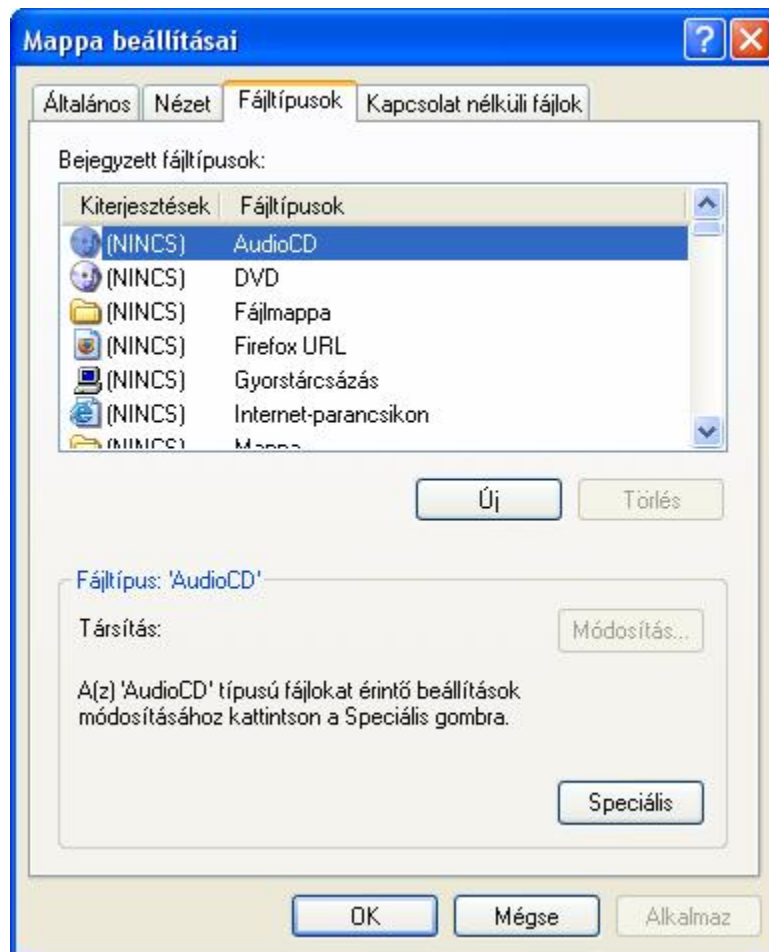 Mappa beállításai
Általános Nézet Fájltípusok Kapcsolat nélküli fájlok
Bejegyzett fájltípusok:
Kiterjesztések Fájltípusok
(NINCS) AudioCD
(NINCS) DVD
(NINCS) Fájlmappa
(NINCS) Firefox URL
(NINCS) Gyorstárcsázás
(NINCS) Internet-parancsikon
(NINCS) Mappa
Új Törlés
Fájltípus: 'AudioCD'
Társítás: Módosítás...
A(z) 'AudioCD' típusú fájlokat érintő beállítások
módosításához kattintson a Speciális gombra.
Speciális
OK Mégse Alkalmaz